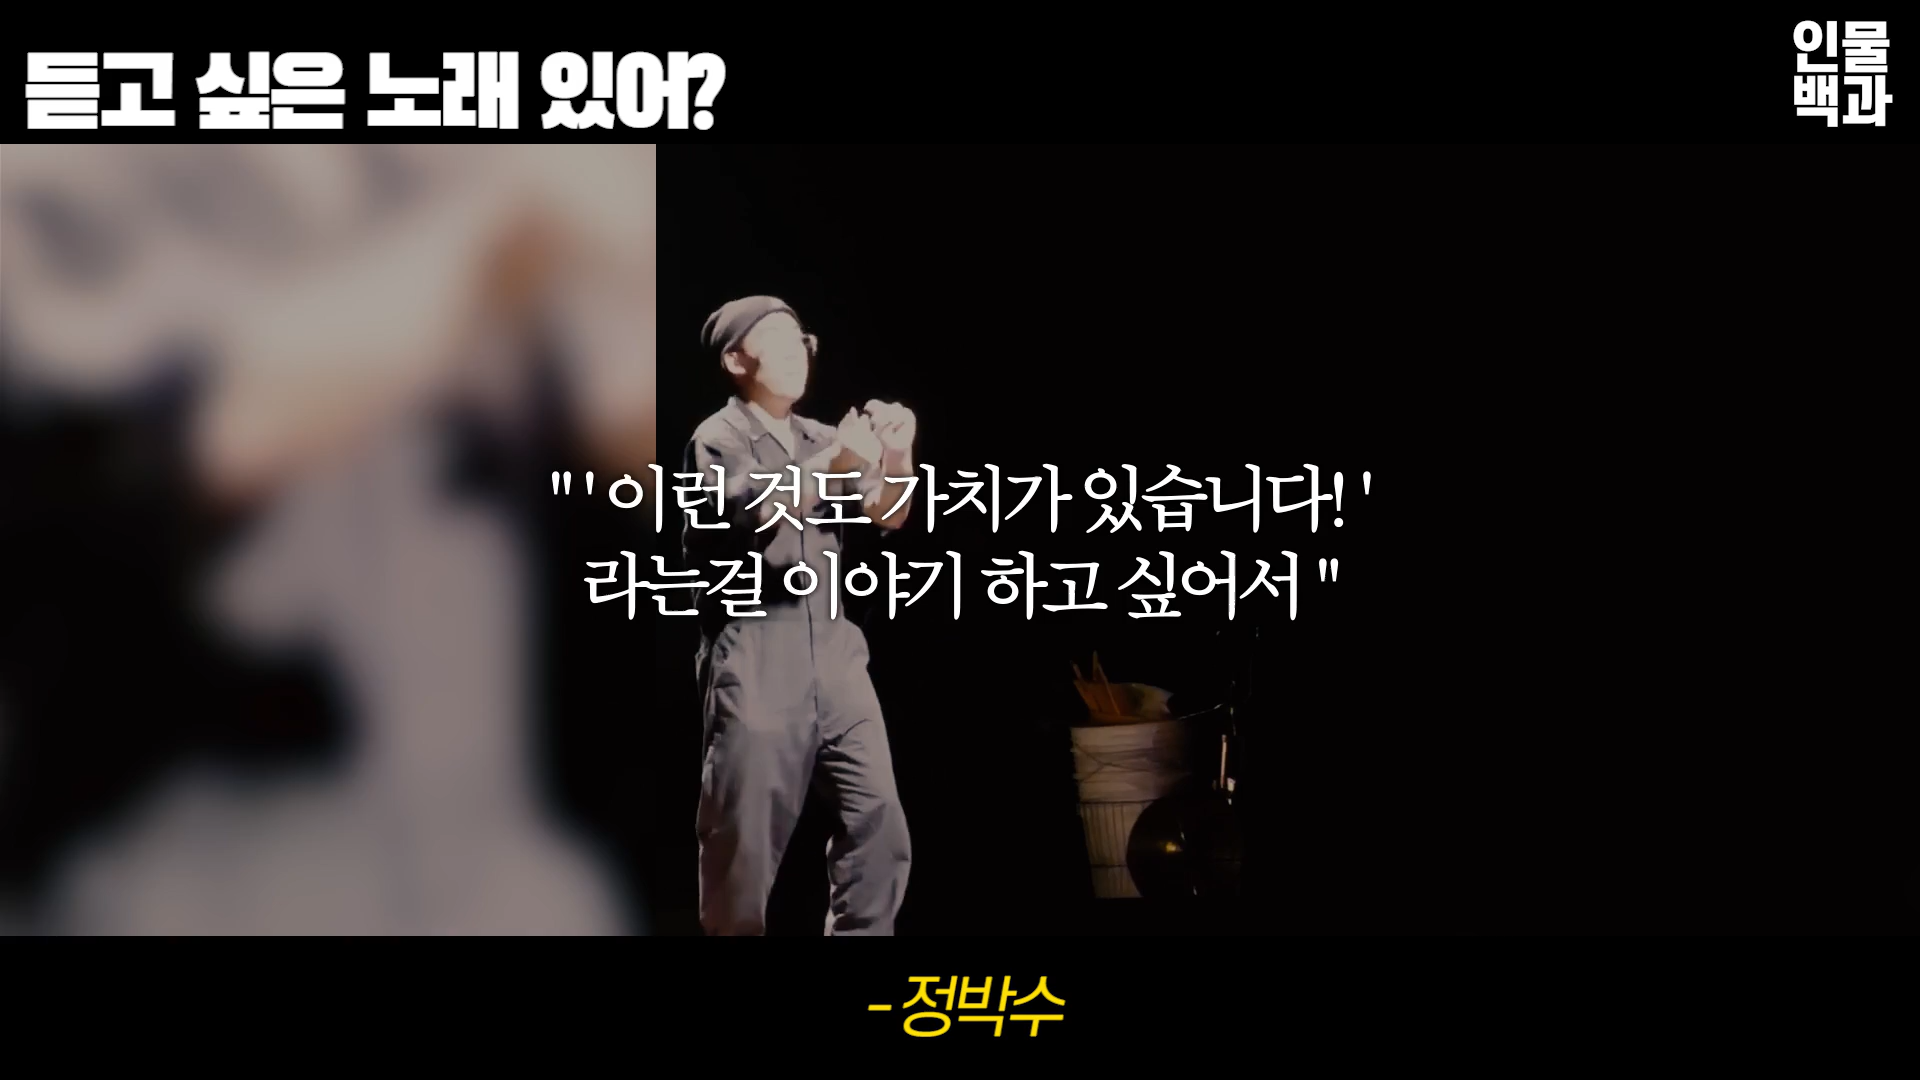 듣고 싶은 노래 있어?
인물
백과
"'이런 것도 가치가 있습니다!'
라는걸 이야기 하고 싶어서"
- 정박수